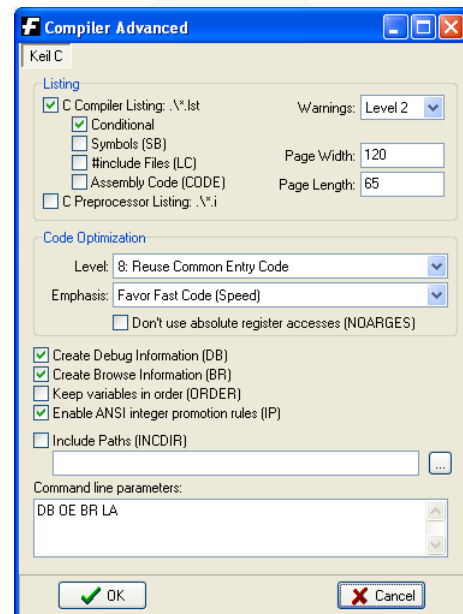 Compiler Advanced
Keil C
Listing
C Compiler Listing: .\*.lst
Warnings: Level 2
Conditional
Symbols (SB)
#include Files (LC)
Page Width: 120
Assembly Code (CODE)
Page Length: 65
C Preprocessor Listing: .\*.i
Code Optimization
Level: 8: Reuse Common Entry Code
Emphasis: Favor Fast Code (Speed)
Don't use absolute register accesses (NOARGES)
Create Debug Information (DB)
Create Browse Information (BR)
Keep variables in order (ORDER)
Enable ANSI integer promotion rules (IP)
Include Paths (INCDIR)
...
Command line parameters:
DB OE BR LA
OK
Cancel